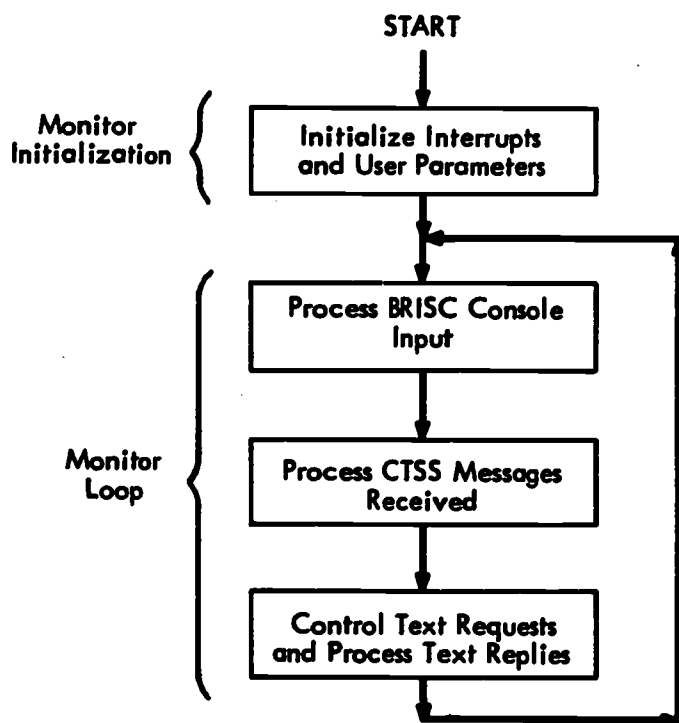 START
Monitor
Initialization
Initialize Interrupts
and User Parameters
Process BRISC Console
Input
Monitor
Loop
Process CTSS Messages
Received
Control Text Requests
and Process Text Replies